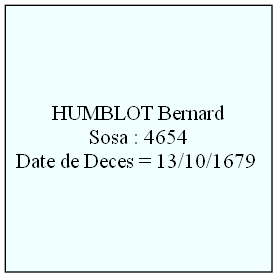 HUMBLOT Bernard
Sosa : 4654
Date de Deces = 13/10/1679